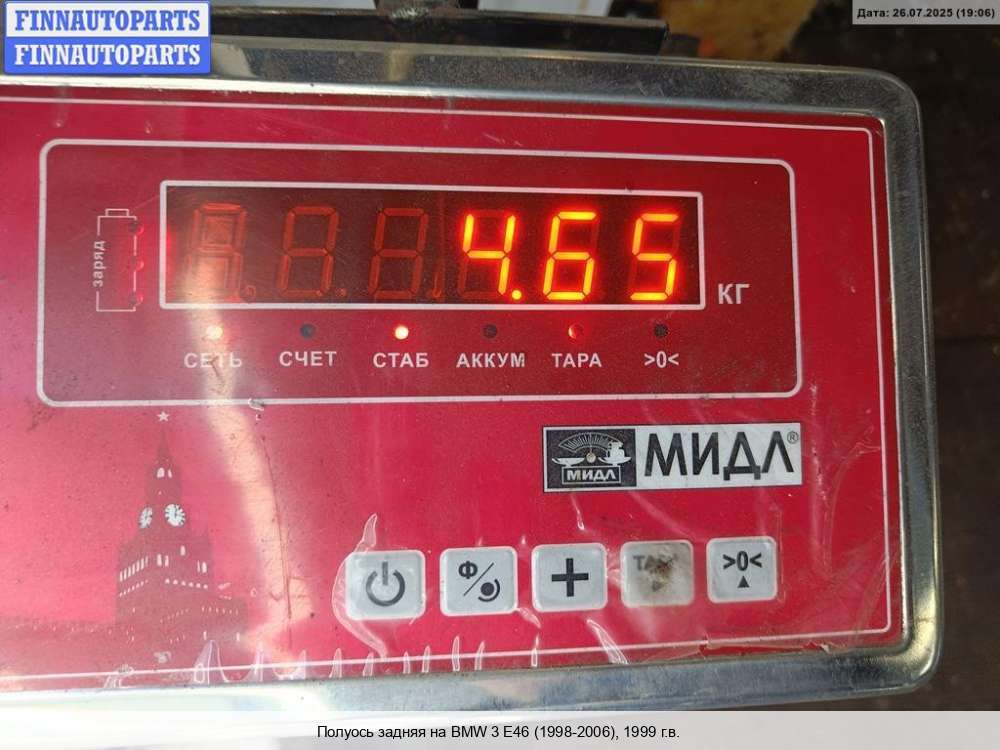 FINNAUTOPARTS
FINNAUTOPARTS
Дата: 26.07.2025 (19:06)
заряд
4.65
КГ
СЕТЬ СЧЕТ СТАБ АККУМ ТАРА >0<
МИДЛ МИДЛ®
Ф ТАРА >0<
Полуось задняя на BMW 3 E46 (1998-2006), 1999 г.в.